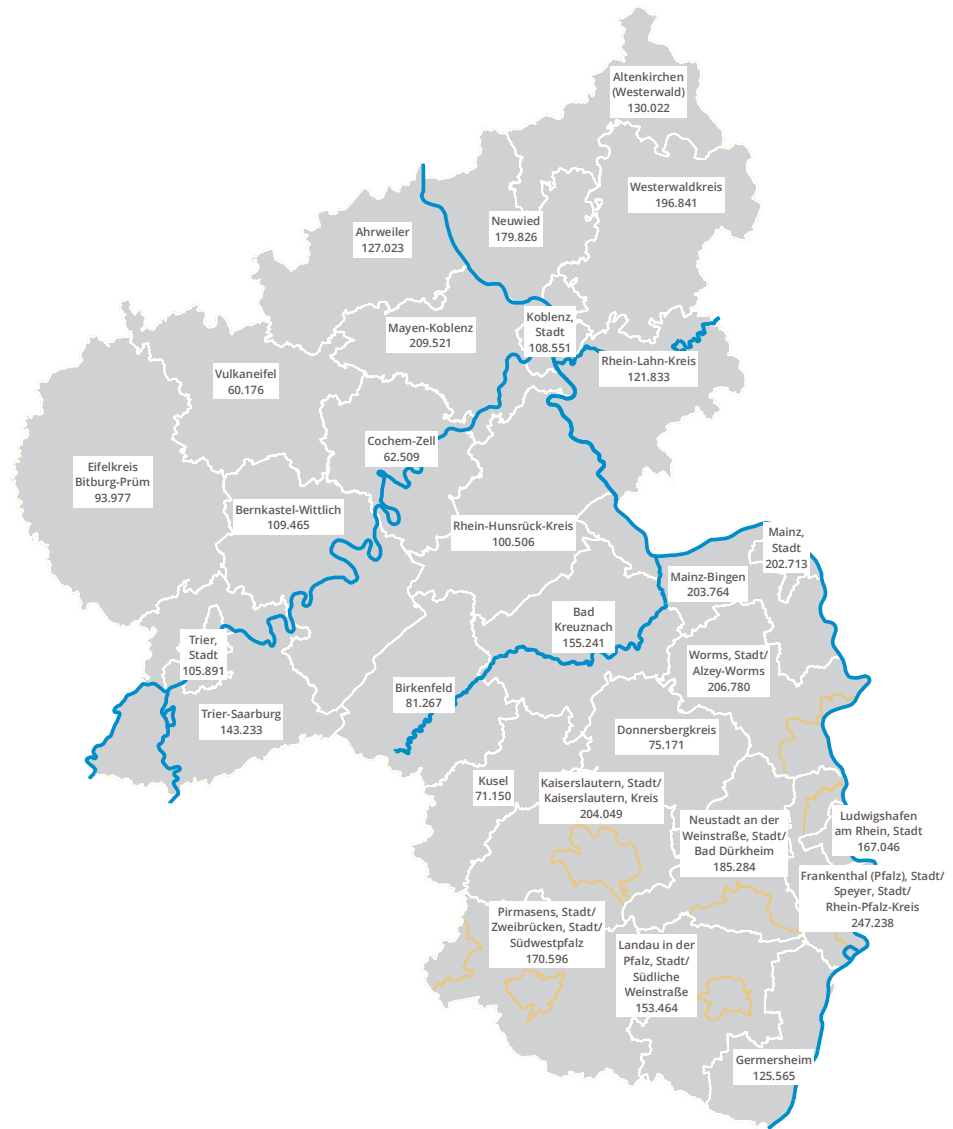 Altenkirchen
(Westerwald)
130.022
Westerwaldkreis
196.841
Neuwied
179.826
Ahrweiler
127.023
Koblenz,
Stadt
108.551
Mayen-Koblenz
209.521
Rhein-Lahn-Kreis
121.833
Vulkaneifel
60.176
Cochem-Zell
62.509
Eifelkreis
Bitburg-Prüm
93.977
Bernkastel-Wittlich
109.465
Rhein-Hunsrück-Kreis
100.506
Mainz,
Stadt
202.713
Mainz-Bingen
203.764
Bad
Kreuznach
155.241
Trier,
Stadt
105.891
Worms, Stadt/
Alzey-Worms
206.780
Birkenfeld
81.267
Trier-Saarburg
143.233
Donnersbergkreis
75.171
Kusel
71.150
Kaiserslautern, Stadt/
Kaiserslautern, Kreis
204.049
Neustadt an der
Weinstraße, Stadt/
Bad Dürkheim
185.284
Ludwigshafen
am Rhein, Stadt
167.046
Frankenthal (Pfalz), Stadt/
Speyer, Stadt/
Rhein-Pfalz-Kreis
247.238
Pirmasens, Stadt/
Zweibrücken, Stadt/
Südwestpfalz
170.596
Landau in der
Pfalz, Stadt/
Südliche
Weinstraße
153.464
Germersheim
125.565